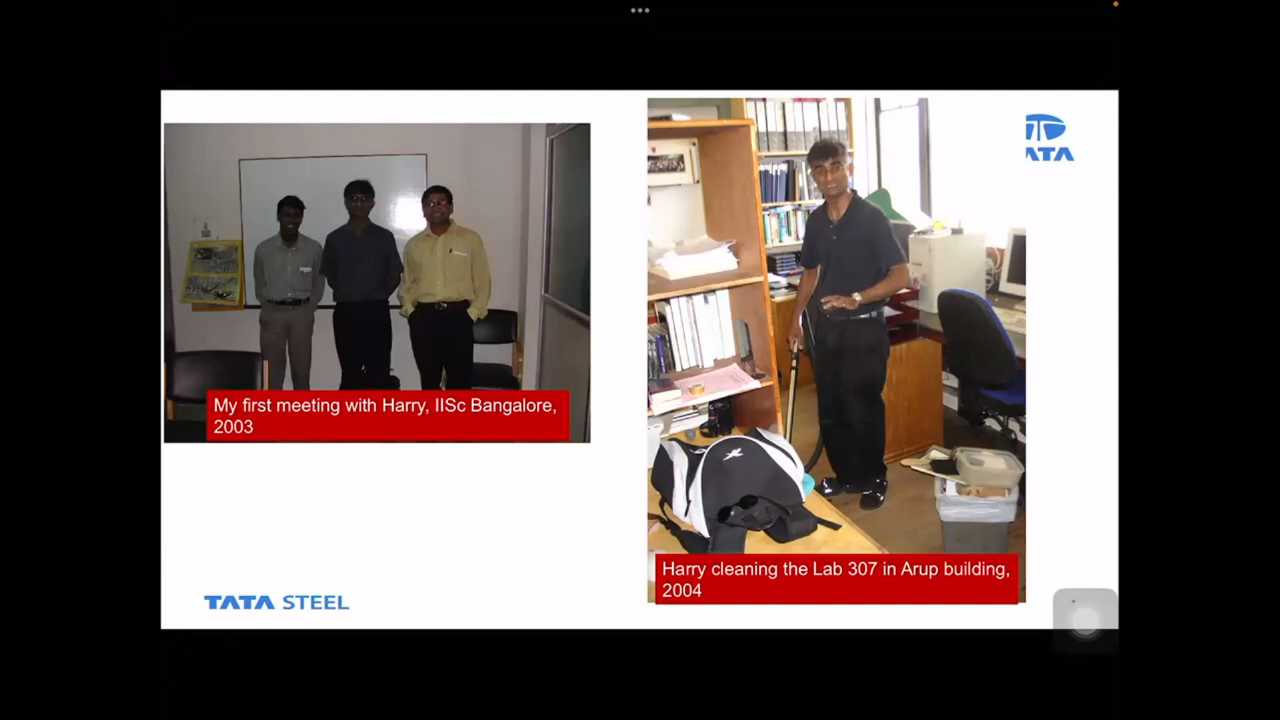 My first meeting with Harry, IISc Bangalore,
2003
TATA
Harry cleaning the Lab 307 in Arup building,
2004
TATA STEEL